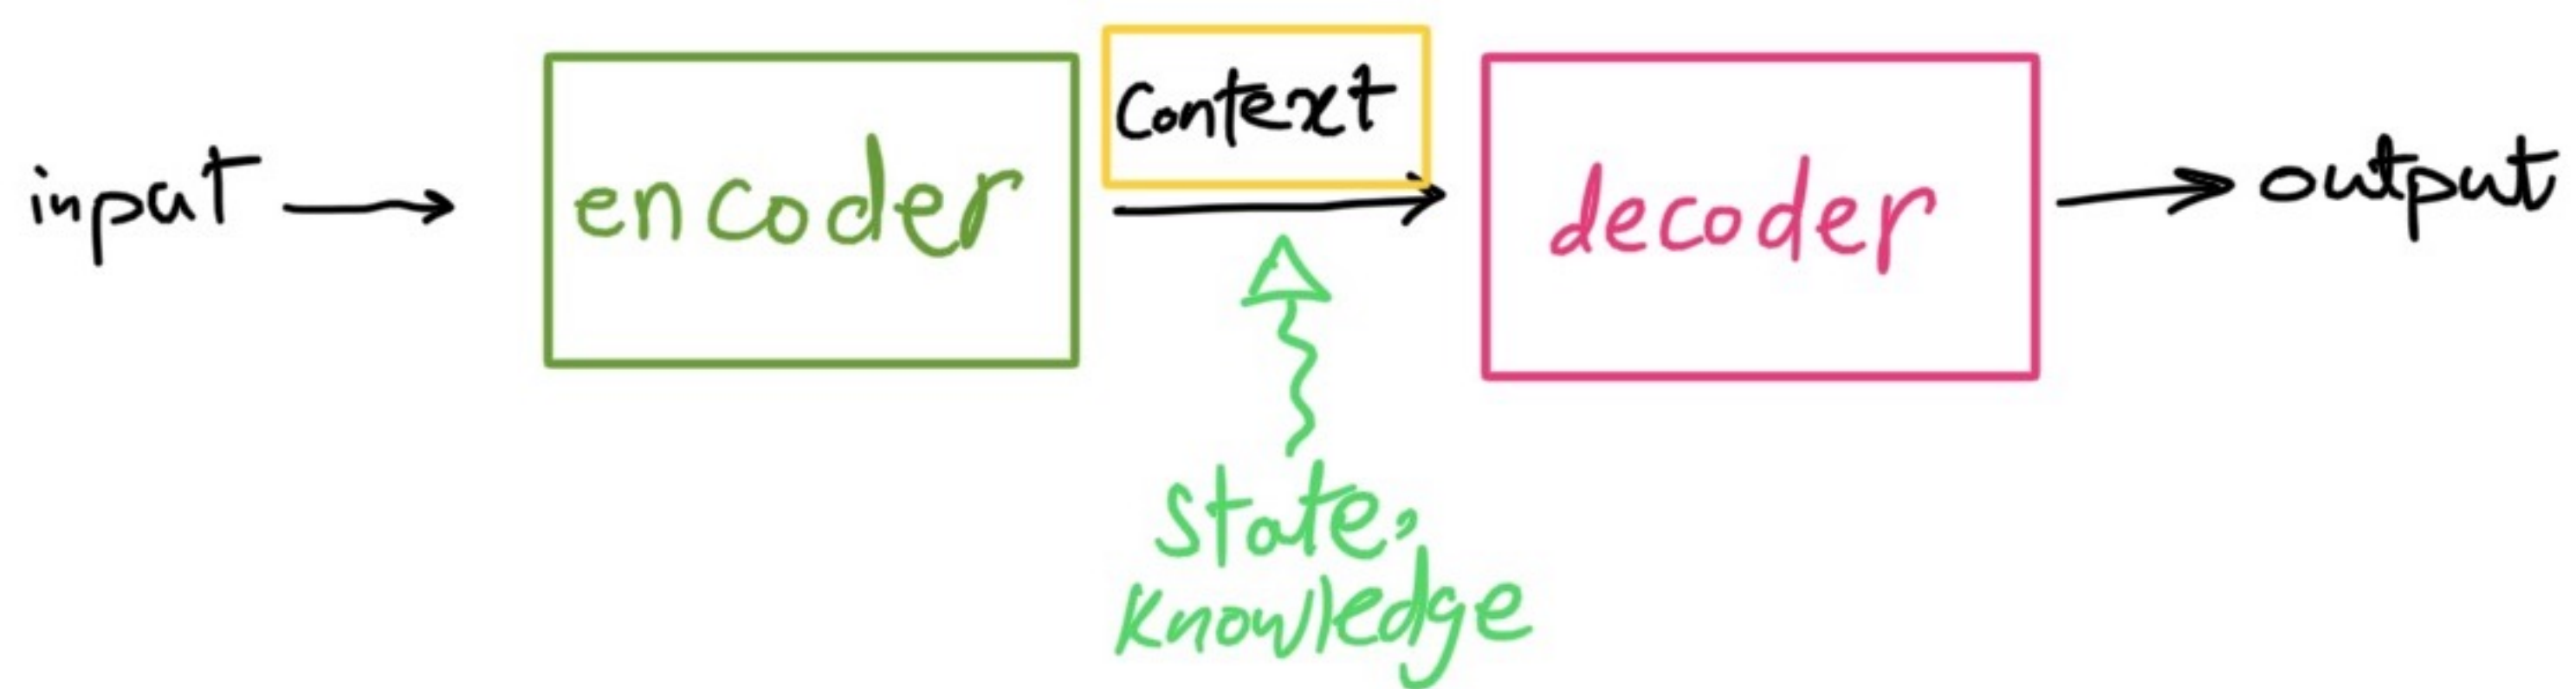 input
encoder
Context
decoder
output
State,
Knowledge